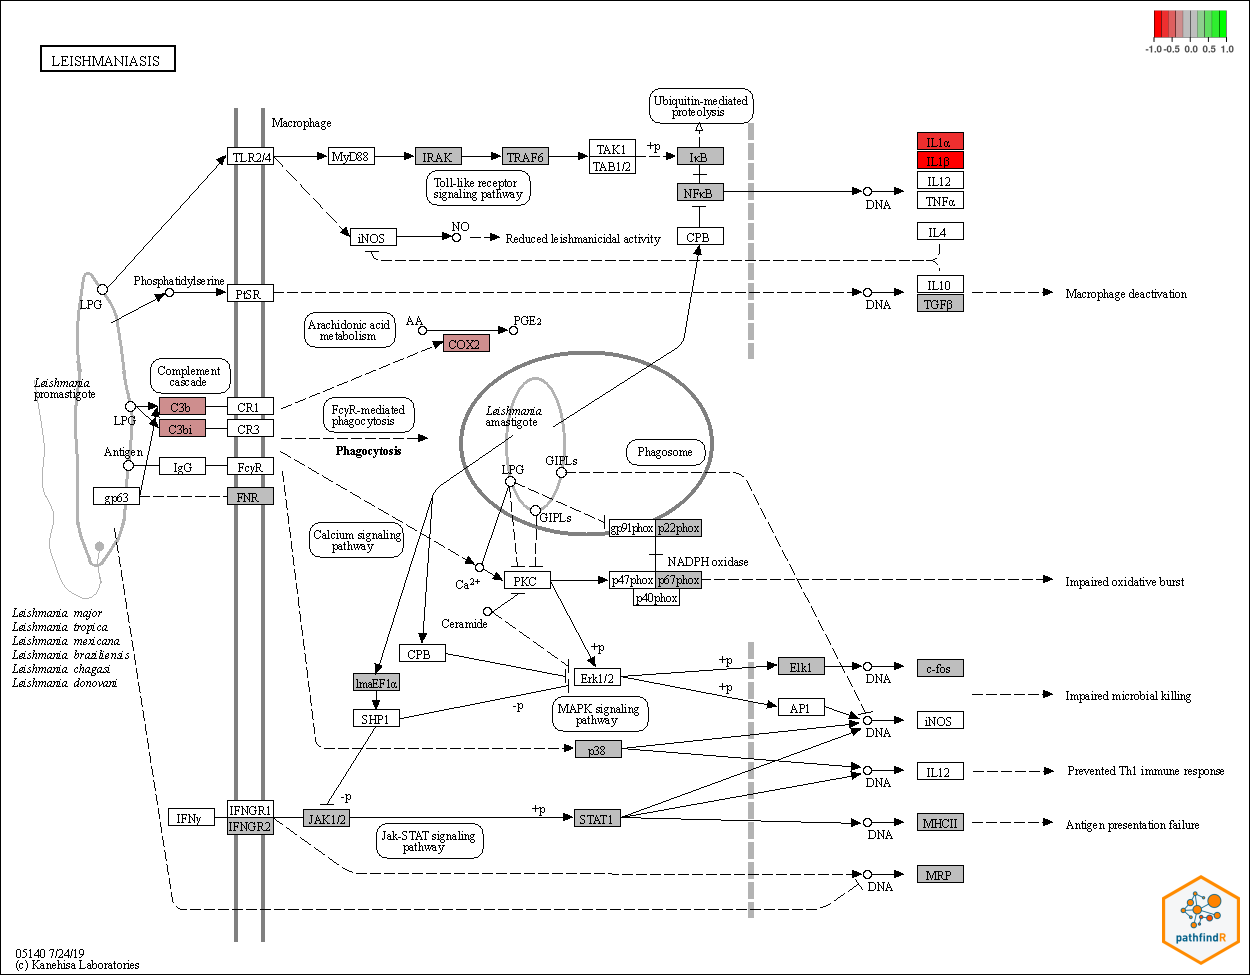 -1.0 -0.5 0.0 0.5 1.0
LEISHMANIASIS
Macrophage
Ubiquitin-mediated
proteolysis
TLR2/4
MyD88
IRAK
TRAF6
TAK1
TAB1/2
+p
IκB
Toll-like receptor
signaling pathway
NFκB
DNA
IL1α
IL1β
IL12
TNFα
iNOS
NO
Reduced leishmanicidal activity
CPB
IL4
LPG
Phosphatidylserine
PtSR
DNA
IL10
TGFβ
Macrophage deactivation
Arachidonic acid
metabolism
AA
PGE2
COX2
Leishmania
promastigote
Complement
cascade
LPG
C3b
CR1
C3bi
CR3
FcγR-mediated
phagocytosis
Phagocytosis
Leishmania
amastigote
Phagosome
Antigen
IgG
FcγR
gp63
FNR
LPG
GIPLs
GIPLs
gp91phox
p22phox
NADPH oxidase
Calcium signaling
pathway
Ca2+
PKC
p47phox
p67phox
p40phox
Impaired oxidative burst
Ceramide
Leishmania major
Leishmania tropica
Leishmania mexicana
Leishmania braziliensis
Leishmania chagasi
Leishmania donovani
CPB
+p
Erk1/2
+p
Elk1
DNA
c-fos
lmaEF1α
+p
AP1
Impaired microbial killing
SHP1
-p
MAPK signaling
pathway
DNA
iNOS
p38
DNA
IL12
Prevented Th1 immune response
-p
IFNγ
IFNGR1
IFNGR2
JAK1/2
+p
STAT1
DNA
MHCII
Antigen presentation failure
Jak-STAT signaling
pathway
DNA
MRP
05140 7/24/19
(c) Kanehisa Laboratories
pathfindR